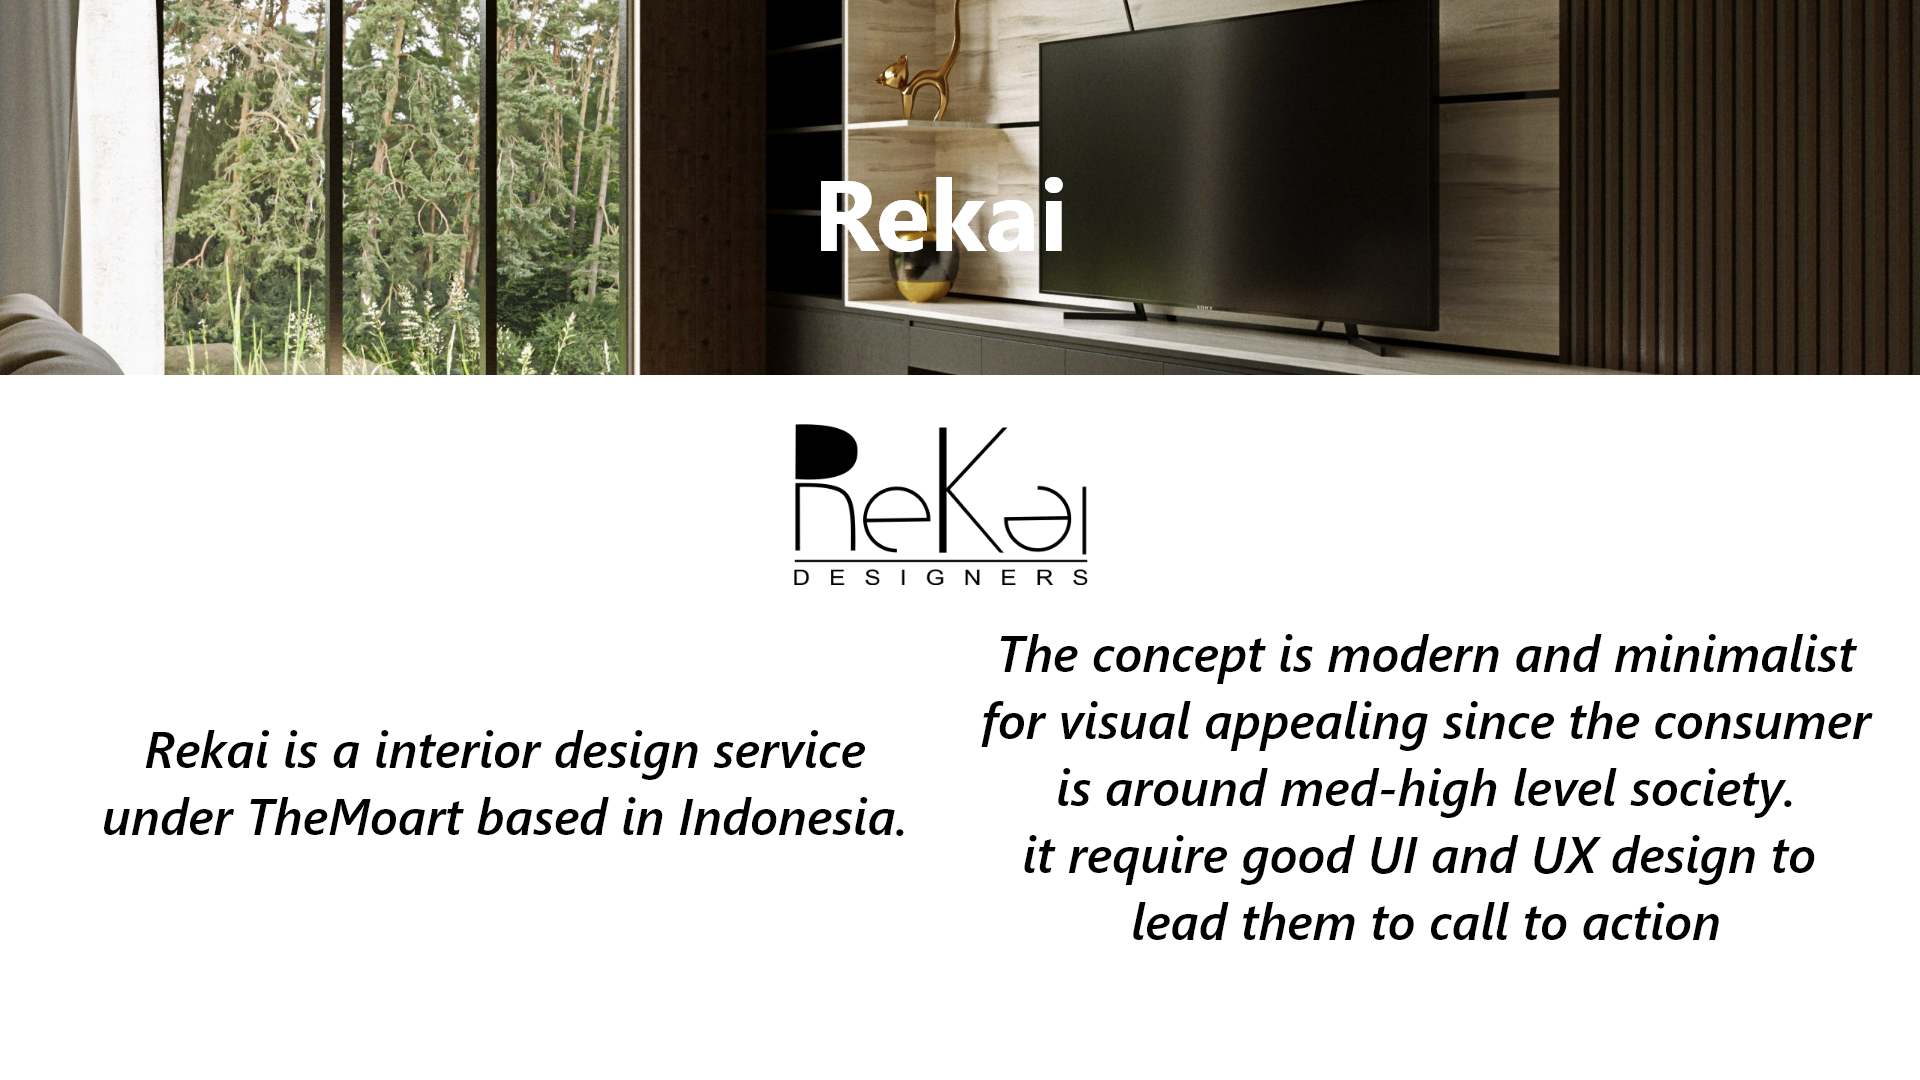 Rekai
ReKai
DESIGNERS
Rekai is a interior design service
under TheMoart based in Indonesia.
The concept is modern and minimalist
for visual appealing since the consumer
is around med-high level society.
it require good UI and UX design to
lead them to call to action
SONY